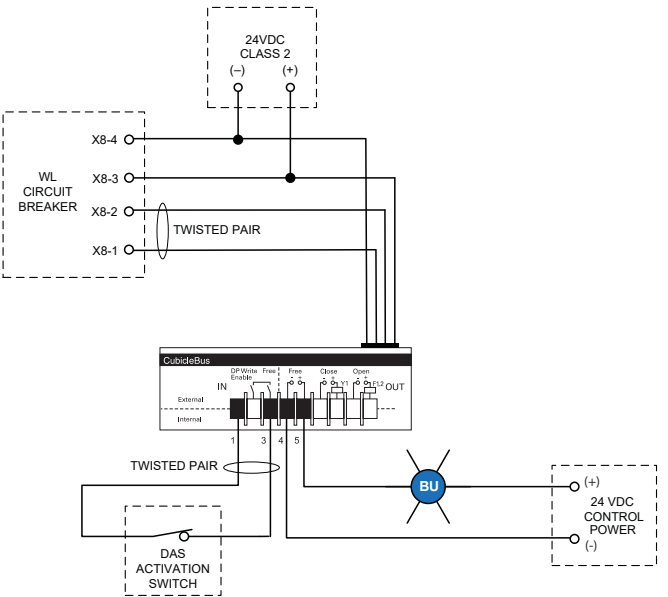 24VDC
CLASS 2
(–) (+)
X8-4
X8-3
X8-2
X8-1
WL
CIRCUIT
BREAKER
TWISTED PAIR
CubicleBus
DP Write Free Free Close Open
Enable
IN - + - + Y1 - + F1,2 OUT
External
Internal
1 3 4 5
TWISTED PAIR
BU
(+)
24 VDC
CONTROL
POWER
(-)
DAS
ACTIVATION
SWITCH